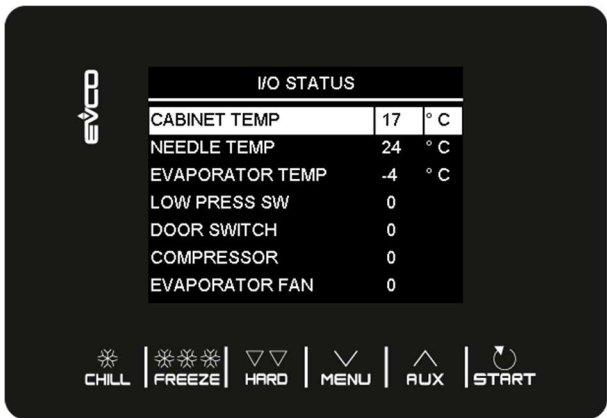 evco
I/O STATUS
CABINET TEMP 17 ° C
NEEDLE TEMP 24 ° C
EVAPORATOR TEMP -4 ° C
LOW PRESS SW 0
DOOR SWITCH 0
COMPRESSOR 0
EVAPORATOR FAN 0
CHILL FREEZE HARD MENU AUX START